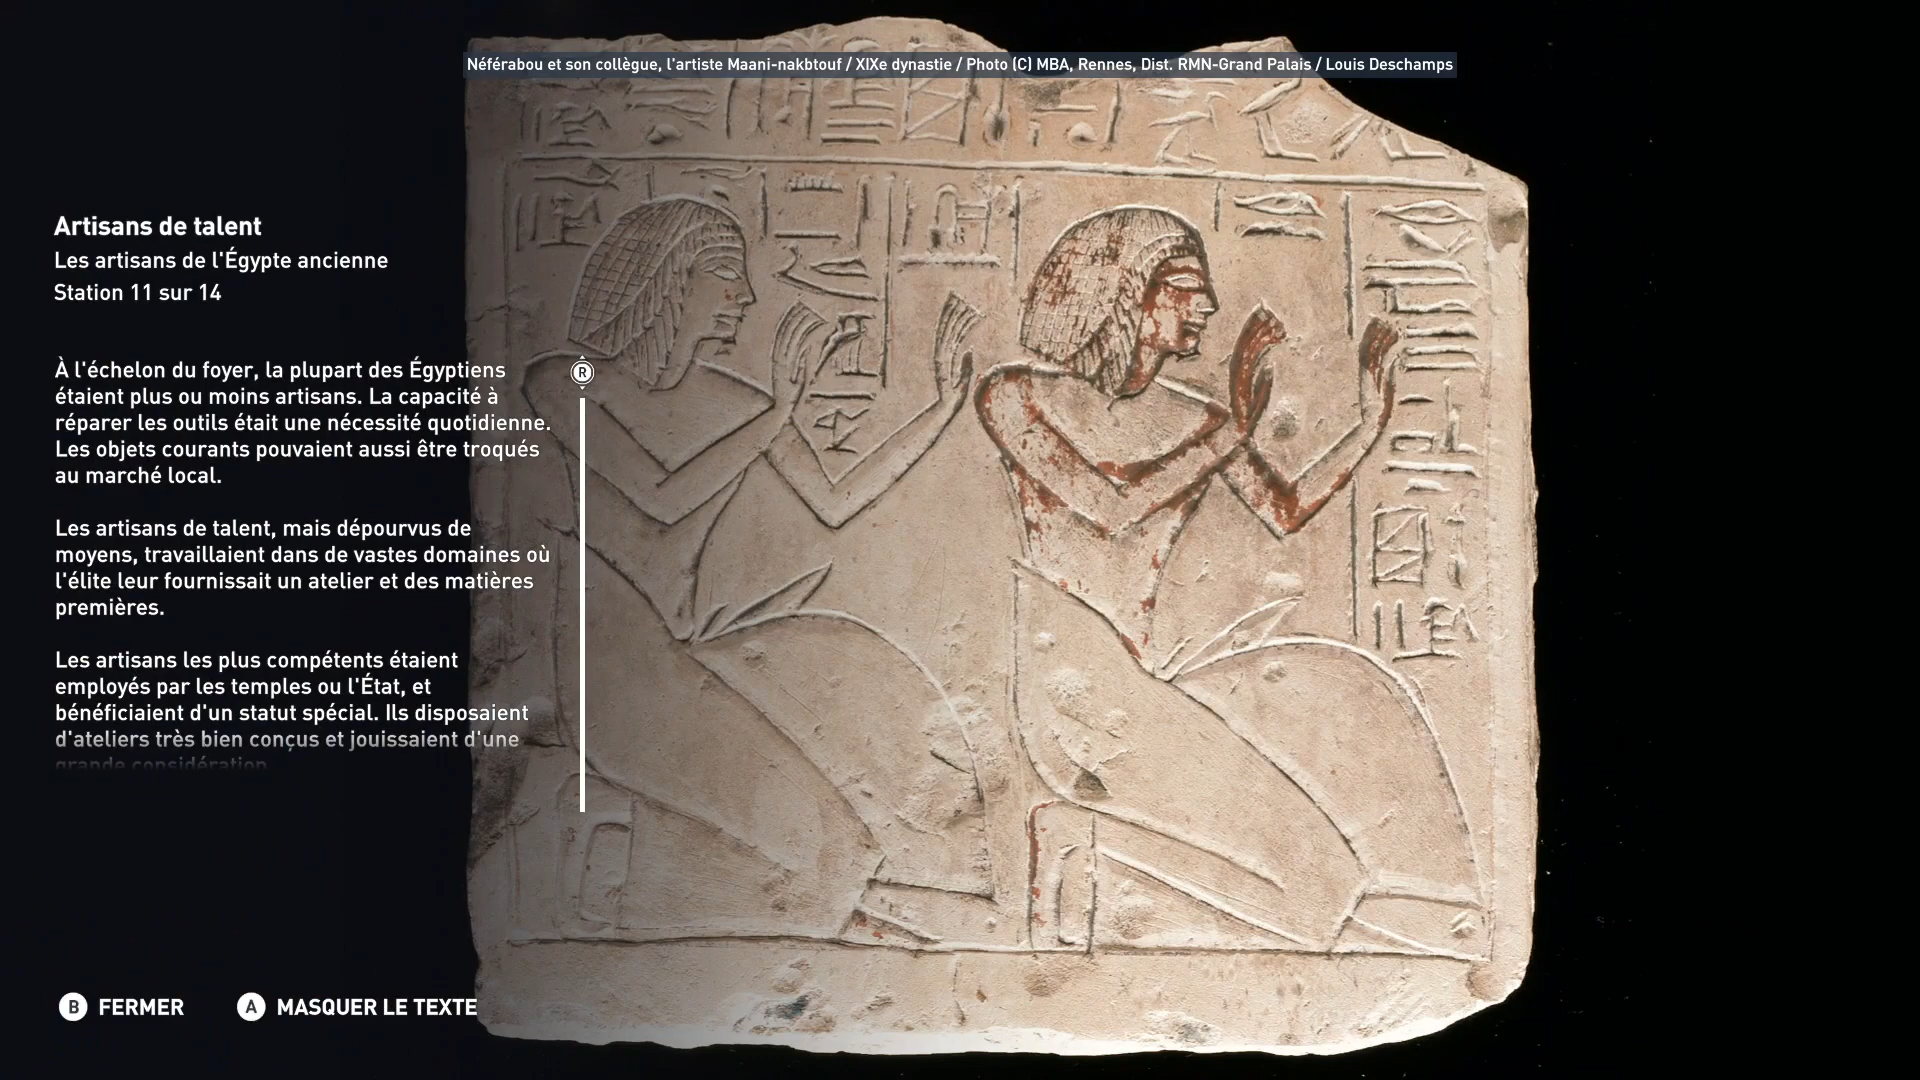 Néférabou et son collègue, l'artiste Maani-nakbtouf / XIXe dynastie / Photo (C) MBA, Rennes, Dist. RMN-Grand Palais / Louis Deschamps
Artisans de talent
Les artisans de l'Égypte ancienne
Station 11 sur 14
À l'échelon du foyer, la plupart des Égyptiens
étaient plus ou moins artisans. La capacité à
réparer les outils était une nécessité quotidienne.
Les objets courants pouvaient aussi être troqués
au marché local.
Les artisans de talent, mais dépourvus de
moyens, travaillaient dans de vastes domaines où
l'élite leur fournissait un atelier et des matières
premières.
Les artisans les plus compétents étaient
employés par les temples ou l'État, et
bénéficiaient d'un statut spécial. Ils disposaient
d'ateliers très bien conçus et jouissaient d'une
grande considération
R
B FERMER
A MASQUER LE TEXTE